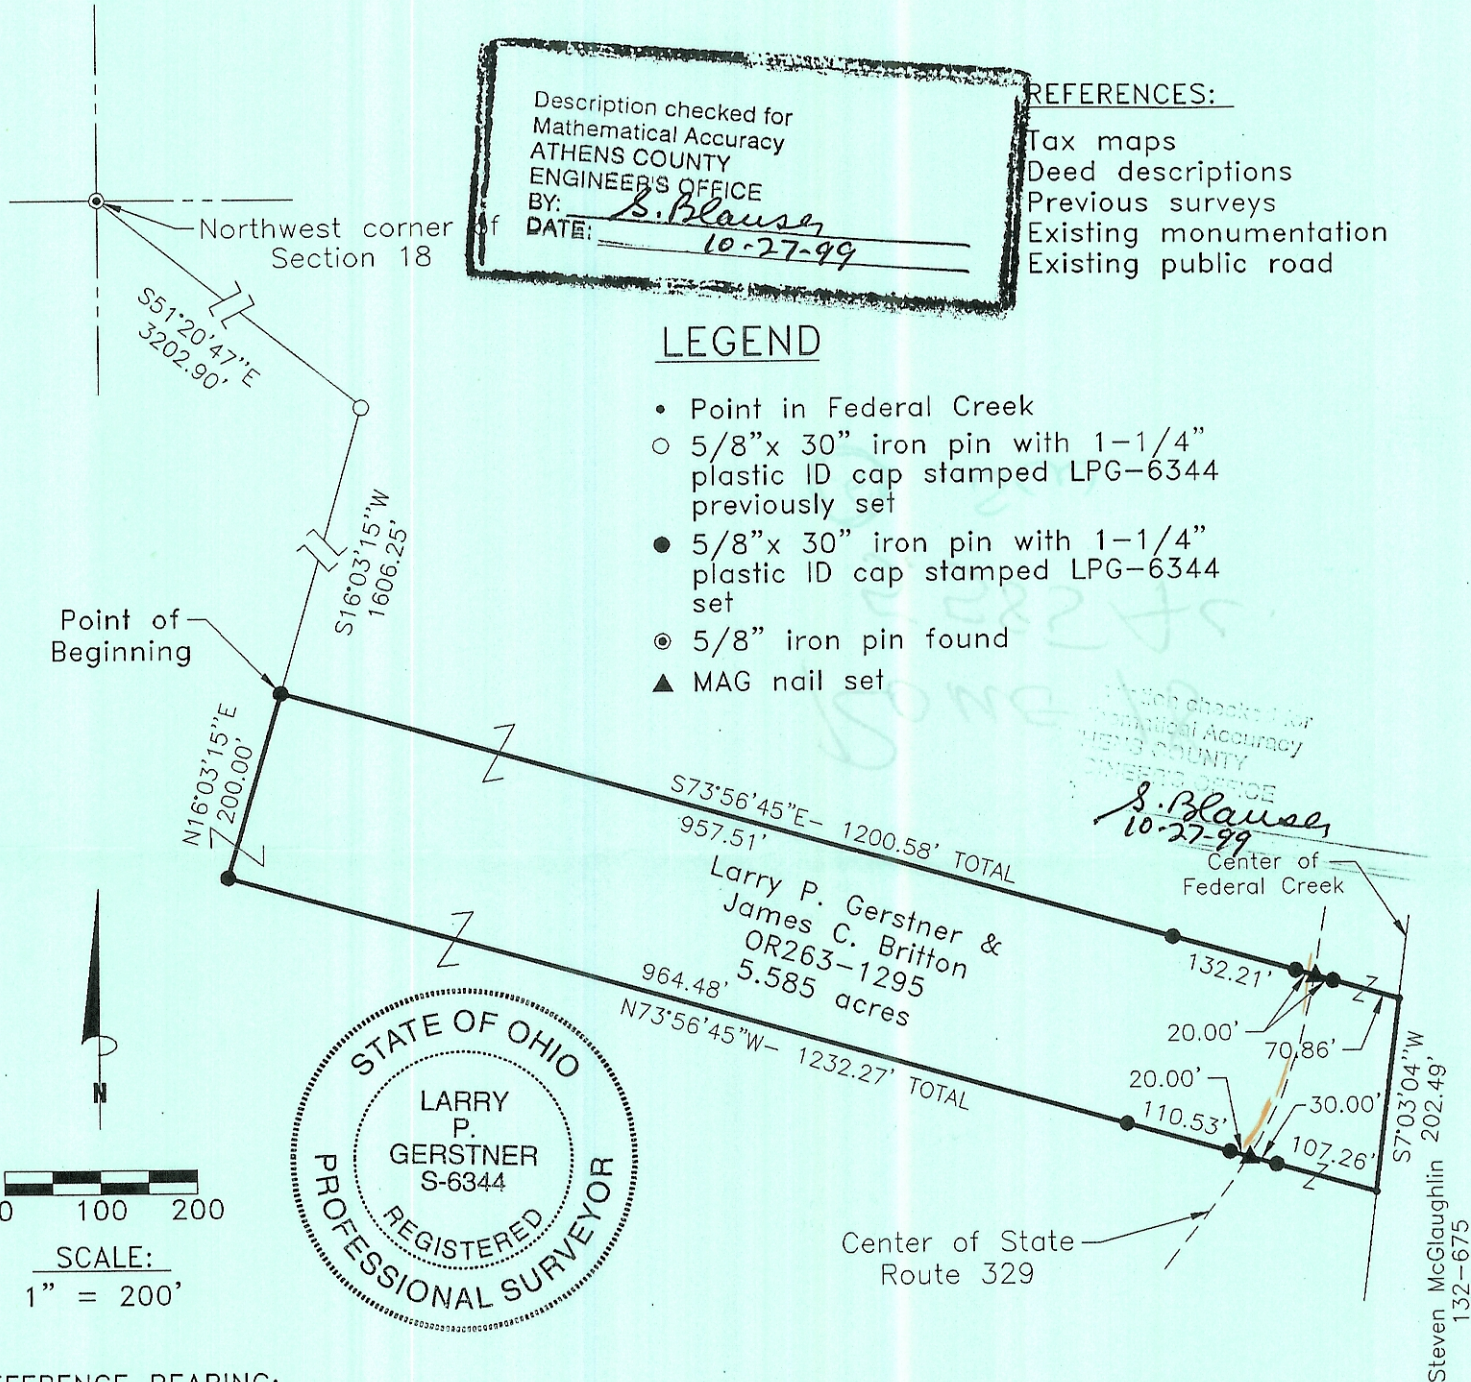 Description checked for
Mathematical Accuracy
ATHENS COUNTY
ENGINEER'S OFFICE
BY: S. Blauser
DATE: 10-27-99
REFERENCES:
Tax maps
Deed descriptions
Previous surveys
Existing monumentation
Existing public road
Northwest corner of
Section 18
S51°20'47"E
3202.90'
LEGEND
Point in Federal Creek
5/8"x 30" iron pin with 1-1/4"
plastic ID cap stamped LPG-6344
previously set
5/8"x 30" iron pin with 1-1/4"
plastic ID cap stamped LPG-6344
set
5/8" iron pin found
MAG nail set
S16°03'15"W
1606.25'
Point of
Beginning
N16°03'15"E
200.00'
checked for
Accuracy
COUNTY
S. Blauser
10-27-99
Center of
Federal Creek
S73°56'45"E- 1200.58' TOTAL
957.51'
Larry P. Gerstner &
James C. Britton
OR263-1295
5.585 acres
132.21'
20.00'
70.86'
964.48'
N73°56'45"W- 1232.27' TOTAL
20.00'
110.53'
30.00'
107.26'
S7°03'04"W 202.49'
Steven McGlaughlin
132-675
Center of State
Route 329
N
0 100 200
SCALE:
1" = 200'
STATE OF OHIO
LARRY
P.
GERSTNER
S-6344
REGISTERED
PROFESSIONAL SURVEYOR
REFERENCE BEARING: